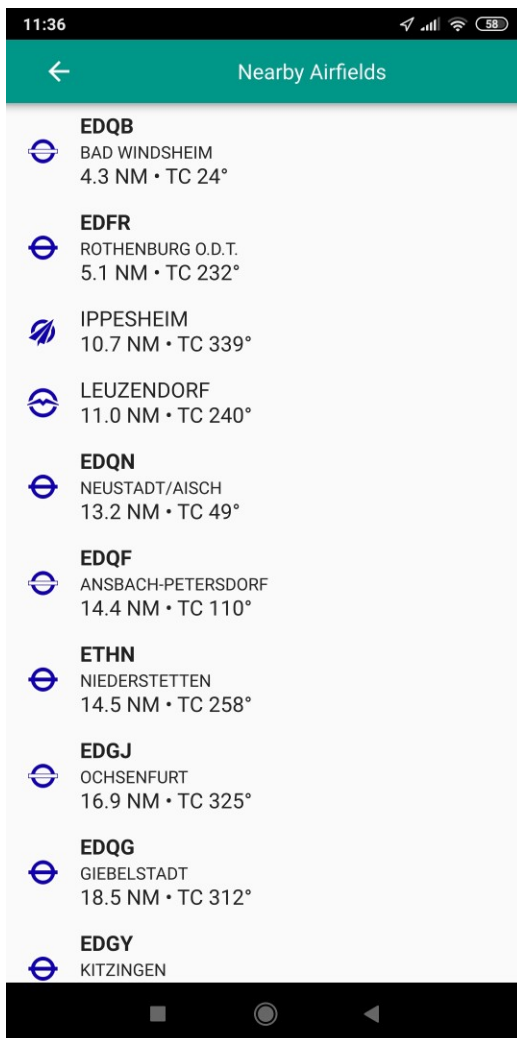 11:36
58
Nearby Airfields
EDQB
BAD WINDSHEIM
4.3 NM • TC 24°
EDFR
ROTHENBURG O.D.T.
5.1 NM • TC 232°
IPPESHEIM
10.7 NM • TC 339°
LEUZENDORF
11.0 NM • TC 240°
EDQN
NEUSTADT/AISCH
13.2 NM • TC 49°
EDQF
ANSBACH-PETERSDORF
14.4 NM • TC 110°
ETHN
NIEDERSTETTEN
14.5 NM • TC 258°
EDGJ
OCHSENFURT
16.9 NM • TC 325°
EDQG
GIEBELSTADT
18.5 NM • TC 312°
EDGY
KITZINGEN